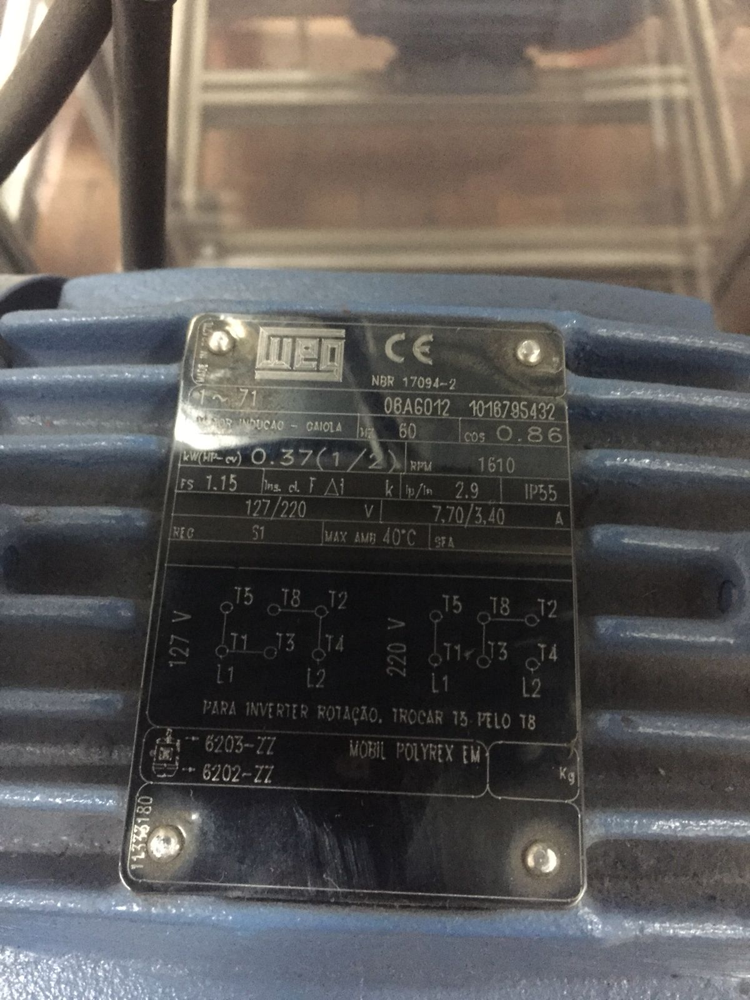 WEG CE
NBR 17094-2
1~ 71 06AG012 1016795432
MOTOR INDUCAO - GAIOLA Hz 60 COS 0.86
kW(HP-cv) 0.37(1/2) RPM 1610
FS 1.15 Ins. cl. F Δt k Ip/In 2.9 IP55
127/220 V 7,70/3,40 A
REG S1 MAX AMB 40°C SFA
127 V T5 T8 T2 220 V T5 T8 T2
T1 T3 T4 T1 T3 T4
L1 L2 L1 L2
PARA INVERTER ROTAÇÃO, TROCAR T5 PELO T8
6203-ZZ MOBIL POLYREX EM
6202-ZZ Kg